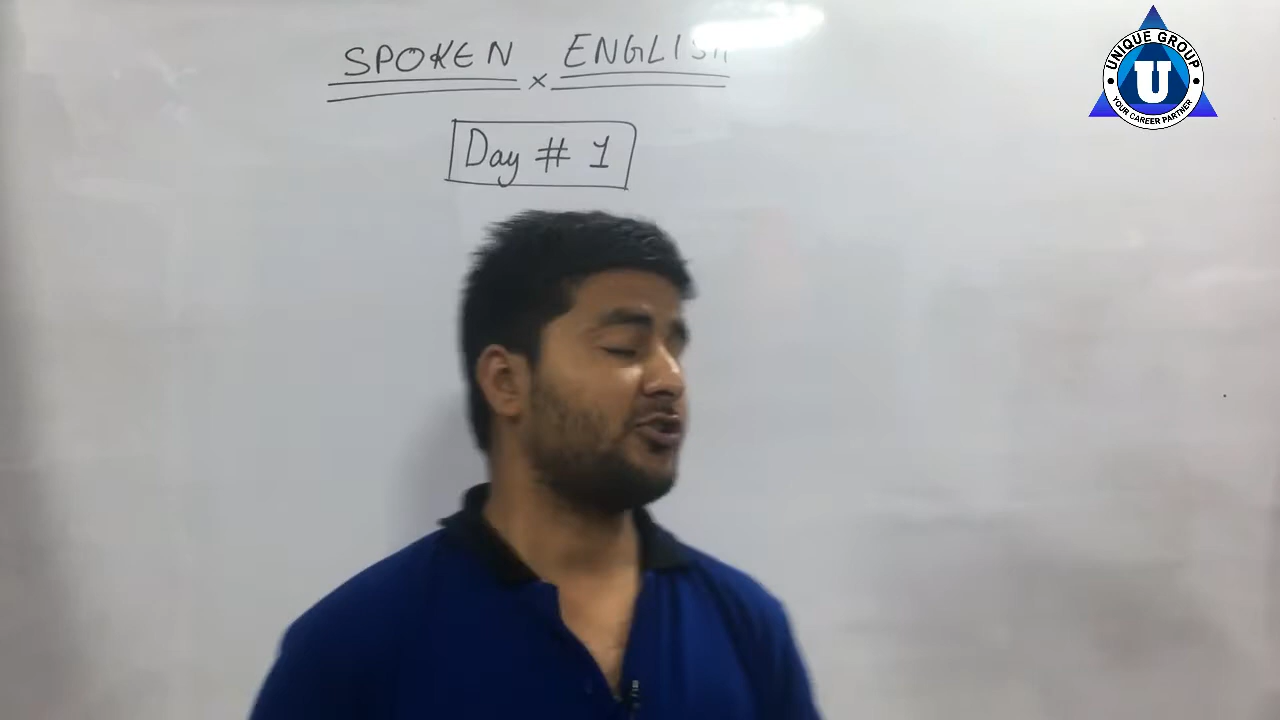 SPOKEN ENGLISH
Day # 1
UNIQUE GROUP
U
YOUR CAREER PARTNER